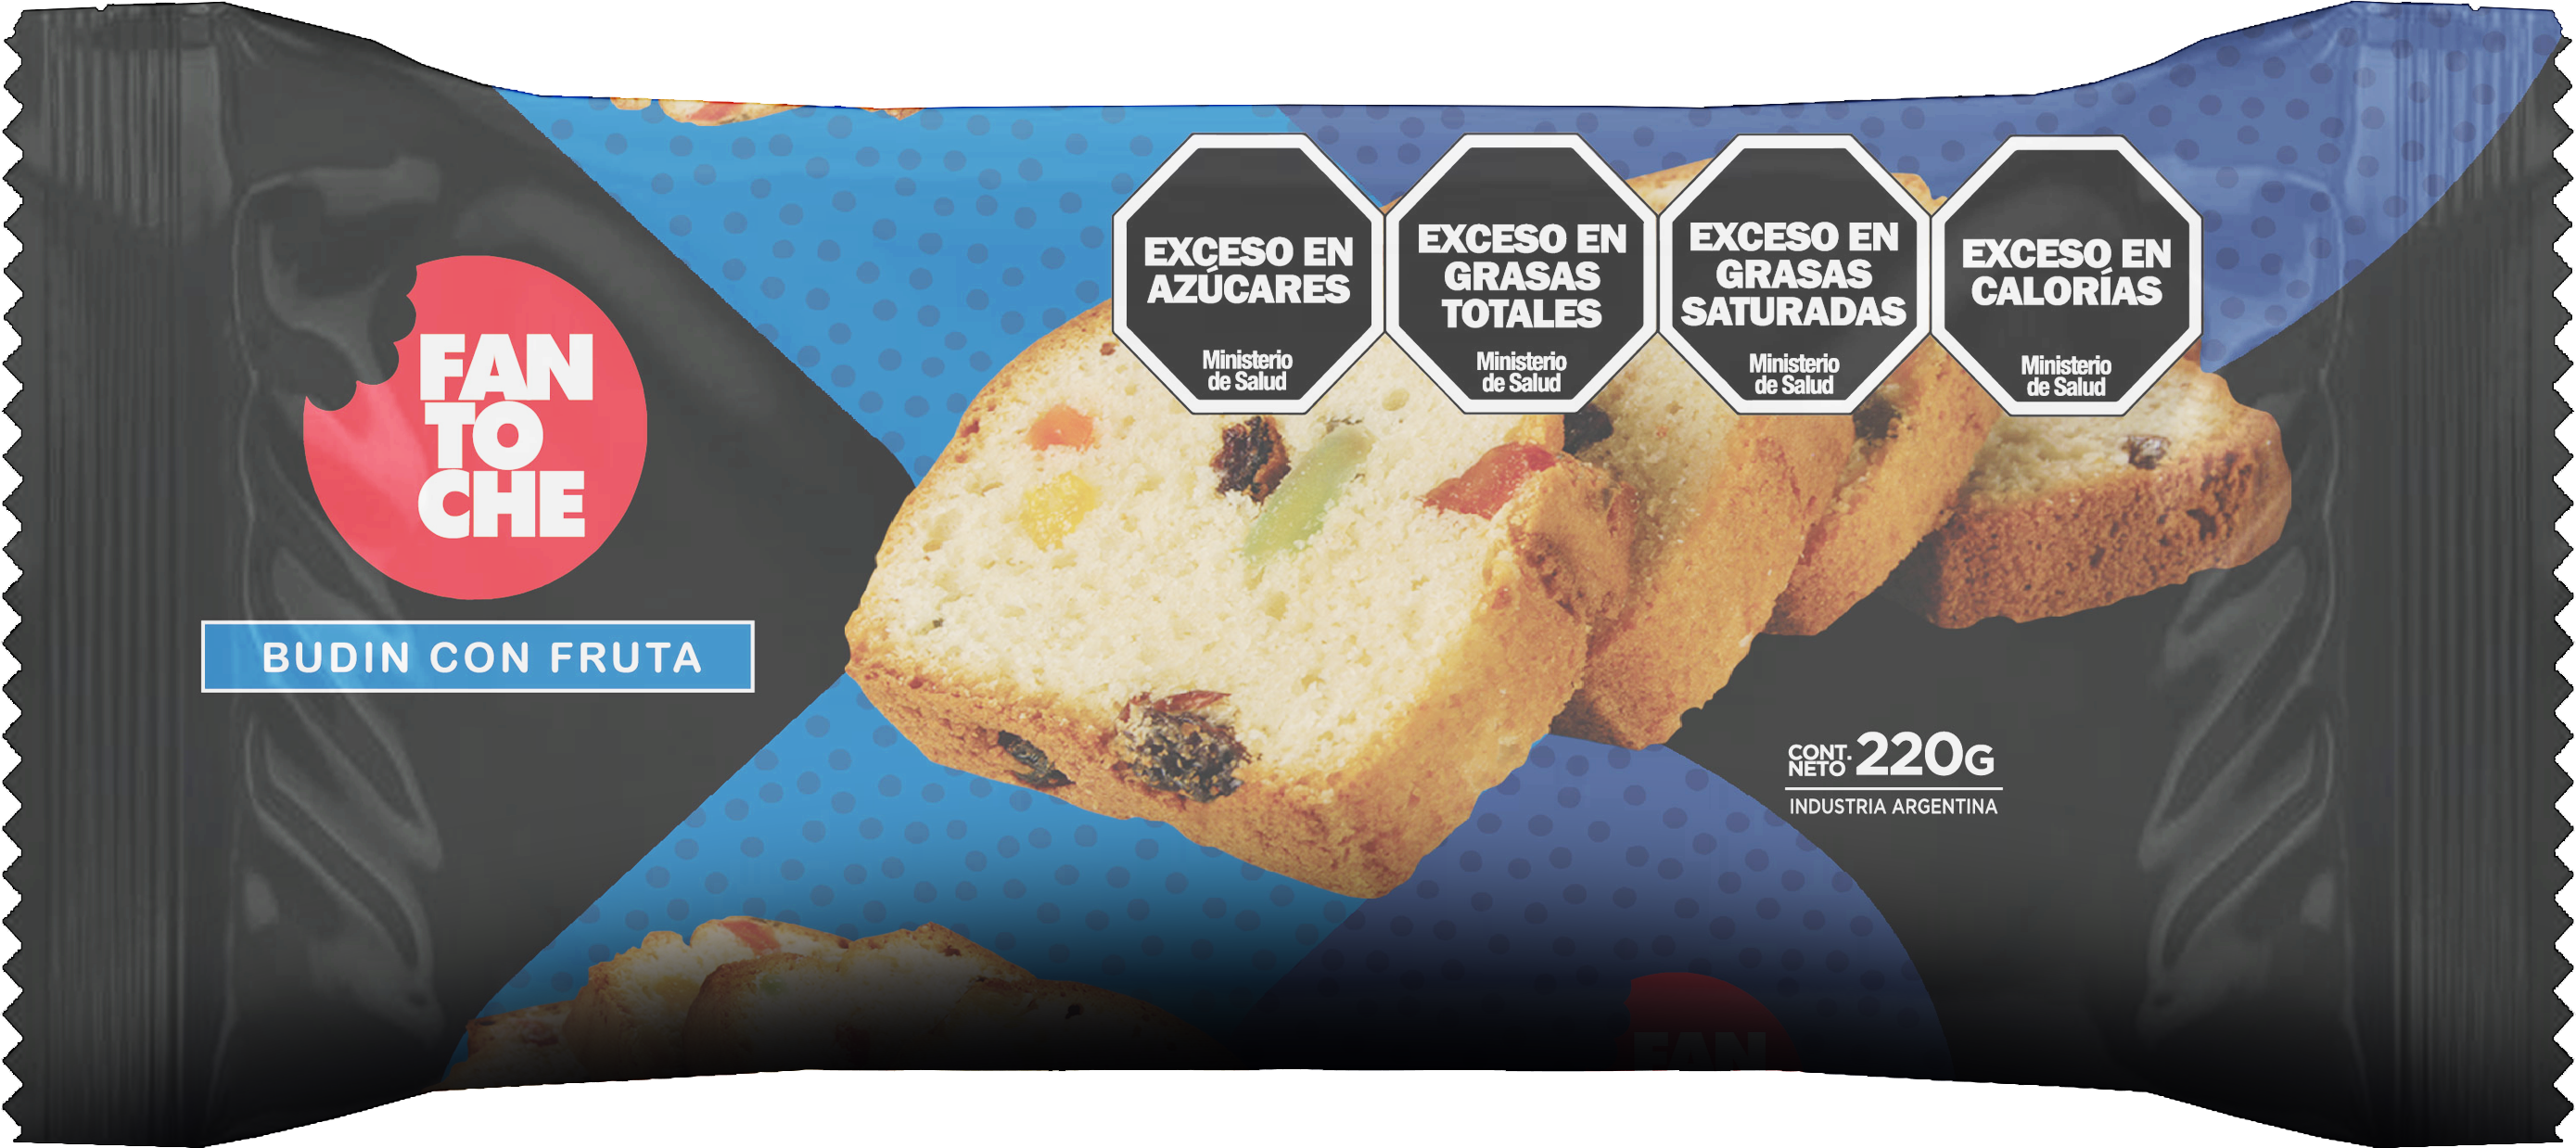 FAN
TO
CHE
BUDIN CON FRUTA
EXCESO EN
AZÚCARES
Ministerio
de Salud
EXCESO EN
GRASAS
TOTALES
Ministerio
de Salud
EXCESO EN
GRASAS
SATURADAS
Ministerio
de Salud
EXCESO EN
CALORÍAS
Ministerio
de Salud
CONT.
NETO 220G
INDUSTRIA ARGENTINA
FAN